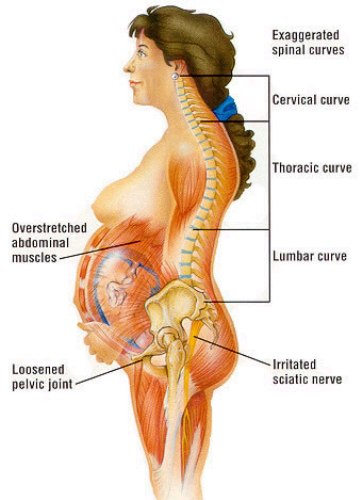 Exaggerated
spinal curves
Cervical curve
Thoracic curve
Overstretched
abdominal
muscles
Lumbar curve
Loosened
pelvic joint
Irritated
sciatic nerve